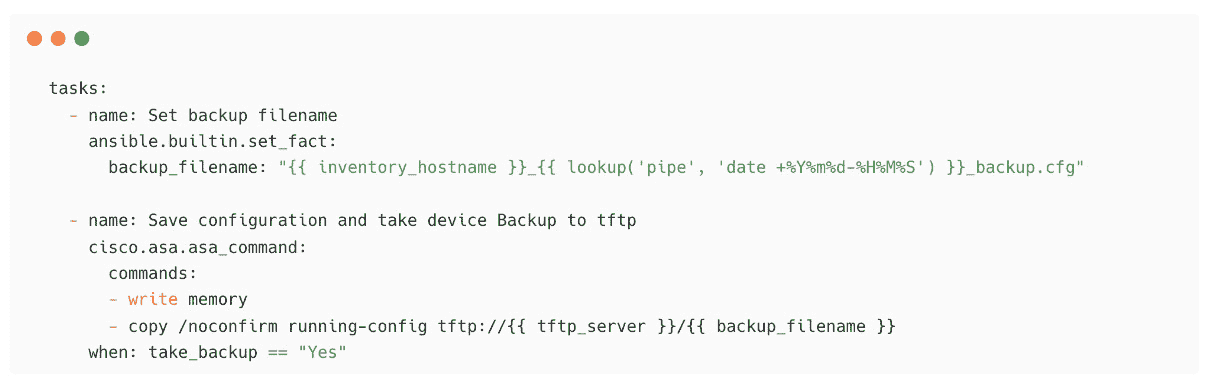 tasks:
- name: Set backup filename
ansible.builtin.set_fact:
backup_filename: "{{ inventory_hostname }}_{{ lookup('pipe', 'date +%Y%m%d-%H%M%S') }}_backup.cfg"
- name: Save configuration and take device Backup to tftp
cisco.asa.asa_command:
commands:
- write memory
- copy /noconfirm running-config tftp://{{ tftp_server }}/{{ backup_filename }}
when: take_backup == "Yes"